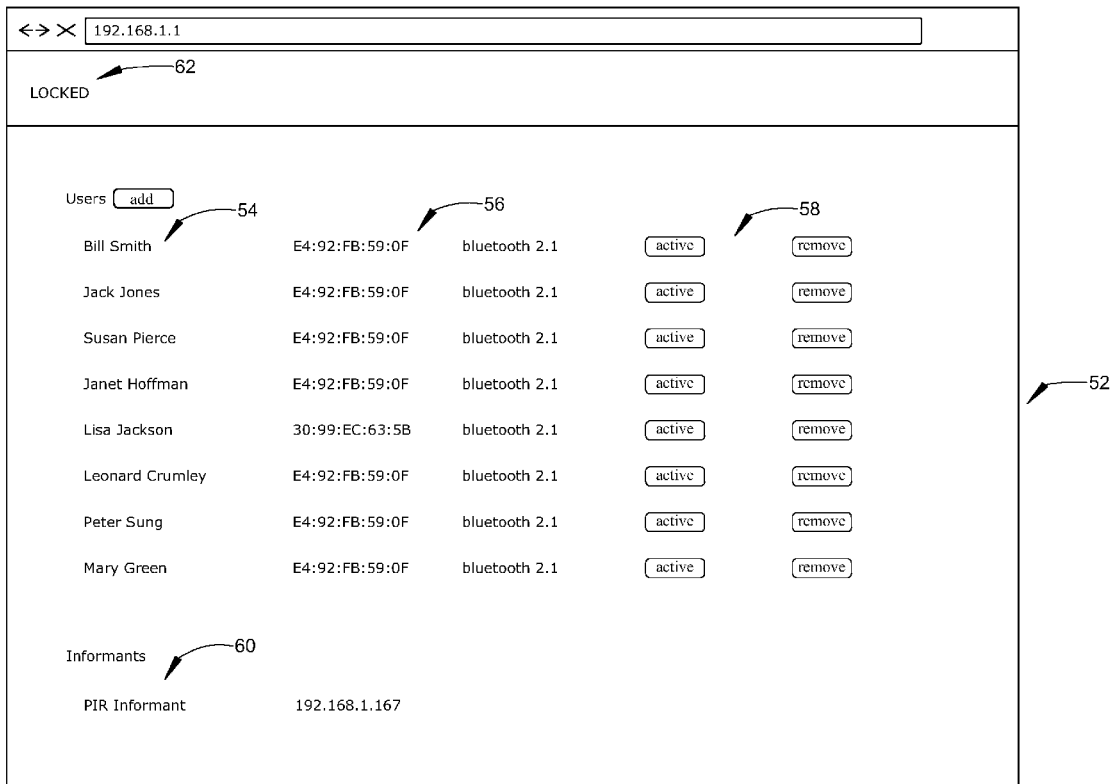 192.168.1.1
62
LOCKED
Users add
54
56
58
Bill Smith E4:92:FB:59:0F bluetooth 2.1 active remove
Jack Jones E4:92:FB:59:0F bluetooth 2.1 active remove
Susan Pierce E4:92:FB:59:0F bluetooth 2.1 active remove
Janet Hoffman E4:92:FB:59:0F bluetooth 2.1 active remove
52
Lisa Jackson 30:99:EC:63:5B bluetooth 2.1 active remove
Leonard Crumley E4:92:FB:59:0F bluetooth 2.1 active remove
Peter Sung E4:92:FB:59:0F bluetooth 2.1 active remove
Mary Green E4:92:FB:59:0F bluetooth 2.1 active remove
60
Informants
PIR Informant 192.168.1.167